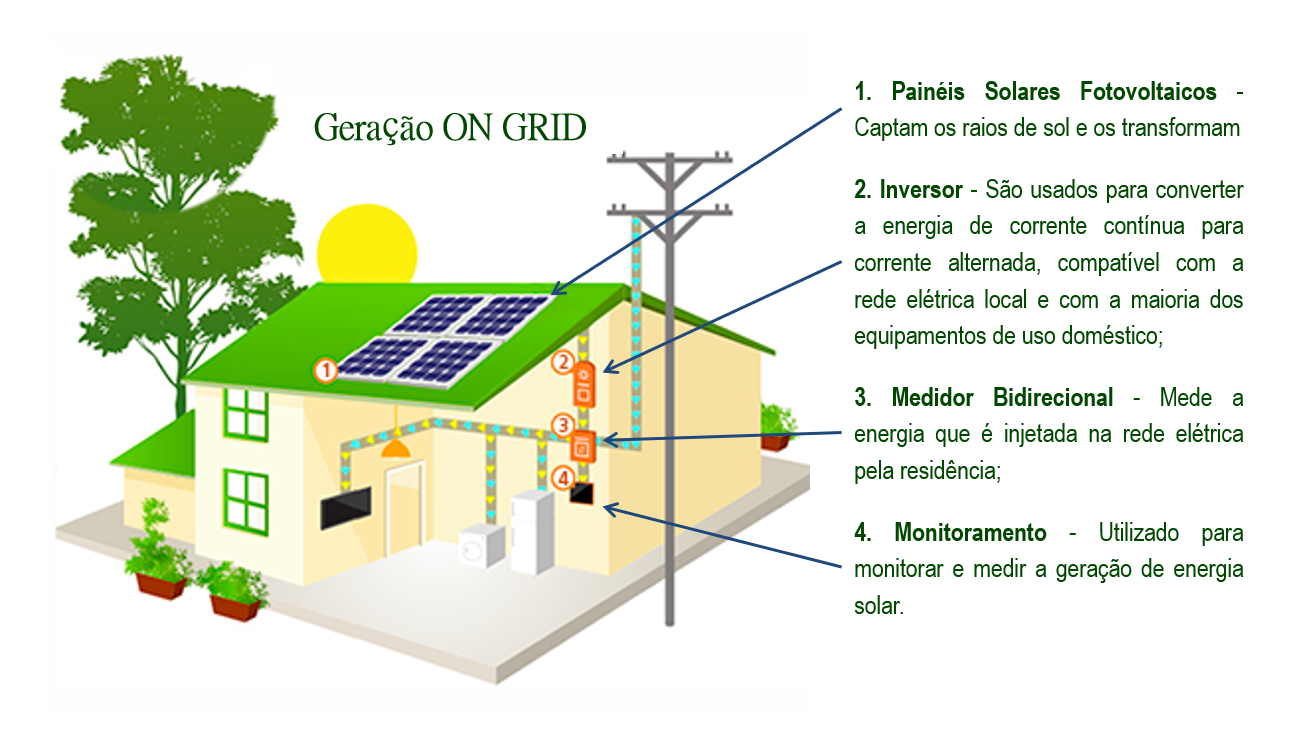 Geração ON GRID
1. Painéis Solares Fotovoltaicos -
Captam os raios de sol e os transformam
2. Inversor - São usados para converter
a energia de corrente contínua para
corrente alternada, compatível com a
rede elétrica local e com a maioria dos
equipamentos de uso doméstico;
3. Medidor Bidirecional - Mede a
energia que é injetada na rede elétrica
pela residência;
4. Monitoramento - Utilizado para
monitorar e medir a geração de energia
solar.
1
2
3
4